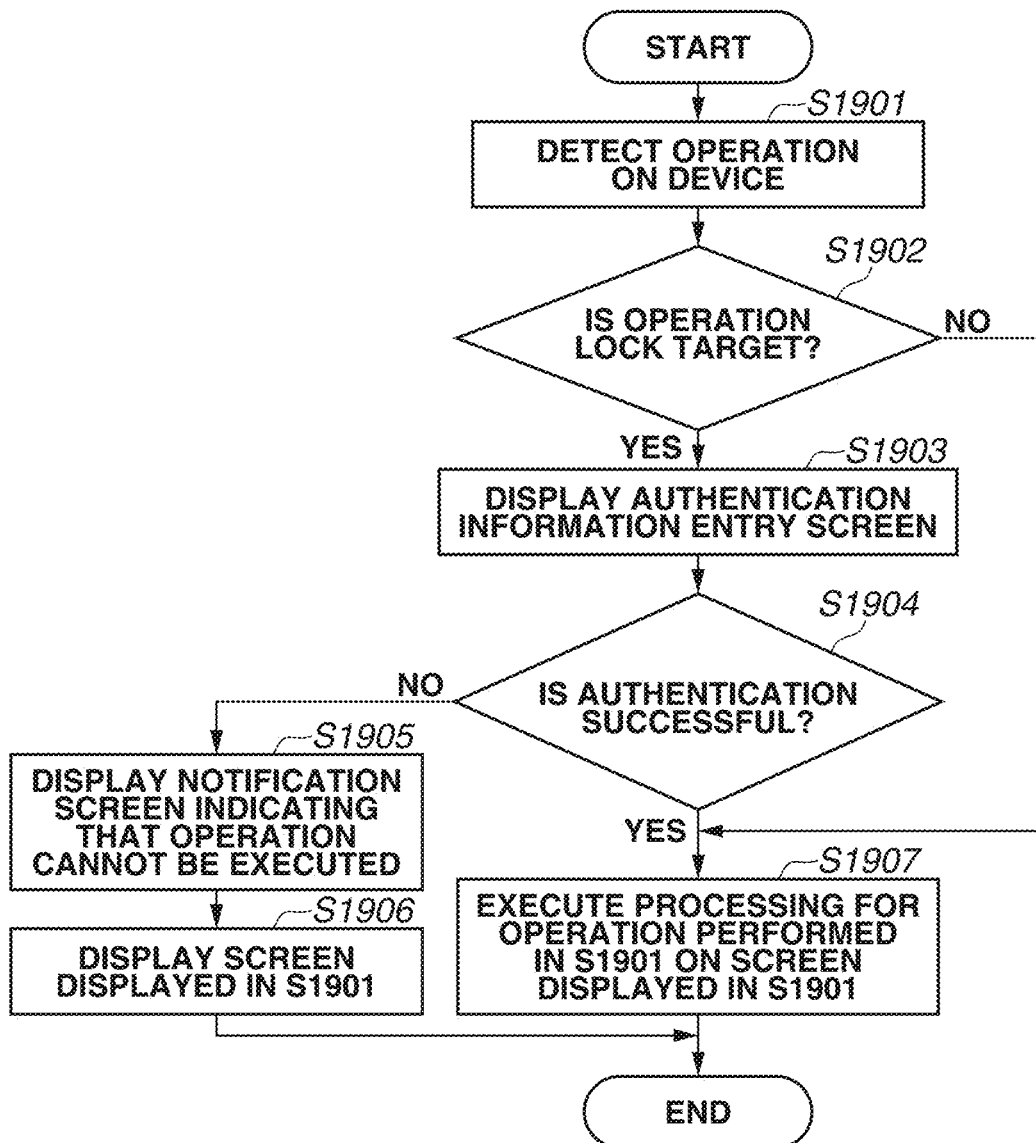 START
S1901
DETECT OPERATION
ON DEVICE
S1902
IS OPERATION
LOCK TARGET?
NO
YES
S1903
DISPLAY AUTHENTICATION
INFORMATION ENTRY SCREEN
S1904
IS AUTHENTICATION
SUCCESSFUL?
NO
S1905
DISPLAY NOTIFICATION
SCREEN INDICATING
THAT OPERATION
CANNOT BE EXECUTED
S1906
DISPLAY SCREEN
DISPLAYED IN S1901
YES
S1907
EXECUTE PROCESSING FOR
OPERATION PERFORMED
IN S1901 ON SCREEN
DISPLAYED IN S1901
END